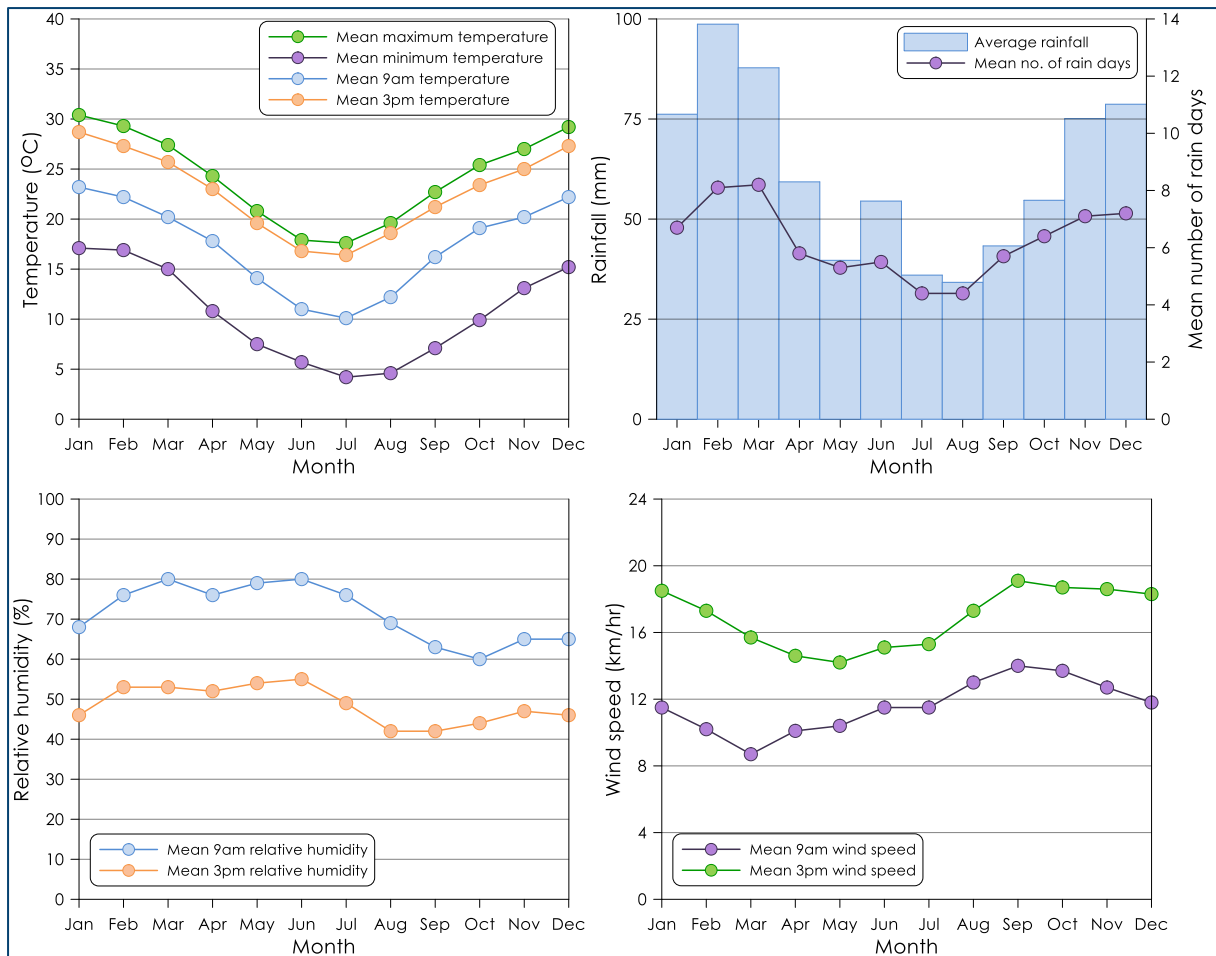 40
35
30
25
20
15
10
5
0
Temperature (OC)
Mean maximum temperature
Mean minimum temperature
Mean 9am temperature
Mean 3pm temperature
Jan Feb Mar Apr May Jun Jul Aug Sep Oct Nov Dec
Month
100
75
50
25
0
Rainfall (mm)
Average rainfall
Mean no. of rain days
14
12
10
8
6
4
2
0
Mean number of rain days
Jan Feb Mar Apr May Jun Jul Aug Sep Oct Nov Dec
Month
100
90
80
70
60
50
40
30
20
10
0
Relative humidity (%)
Mean 9am relative humidity
Mean 3pm relative humidity
Jan Feb Mar Apr May Jun Jul Aug Sep Oct Nov Dec
Month
24
20
16
12
8
4
0
Wind speed (km/hr)
Mean 9am wind speed
Mean 3pm wind speed
Jan Feb Mar Apr May Jun Jul Aug Sep Oct Nov Dec
Month